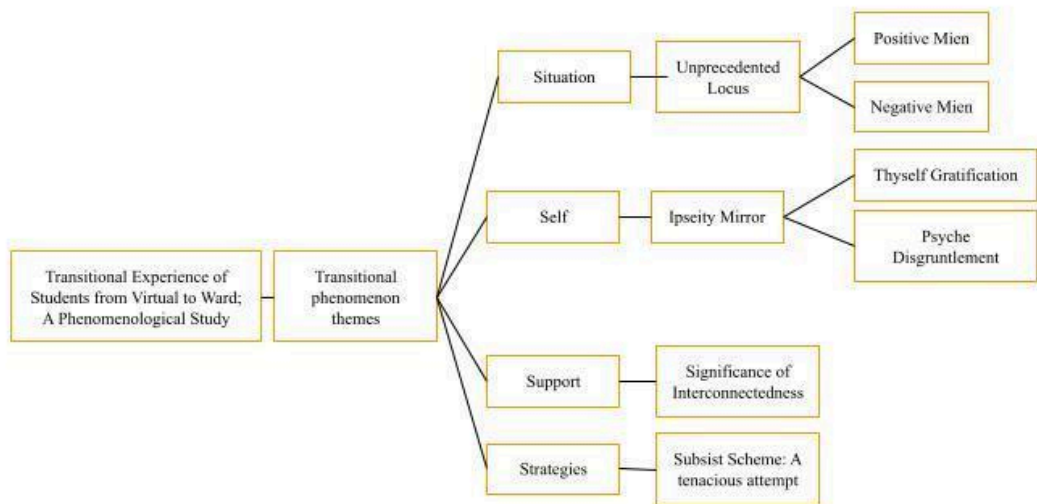 Transitional Experience of
Students from Virtual to Ward;
A Phenomenological Study
Transitional
phenomenon
themes
Situation
Unprecedented
Locus
Positive Mien
Negative Mien
Self
Ipseity Mirror
Thyself Gratification
Psyche
Disgruntlement
Support
Significance of
Interconnectedness
Strategies
Subsist Scheme: A
tenacious attempt